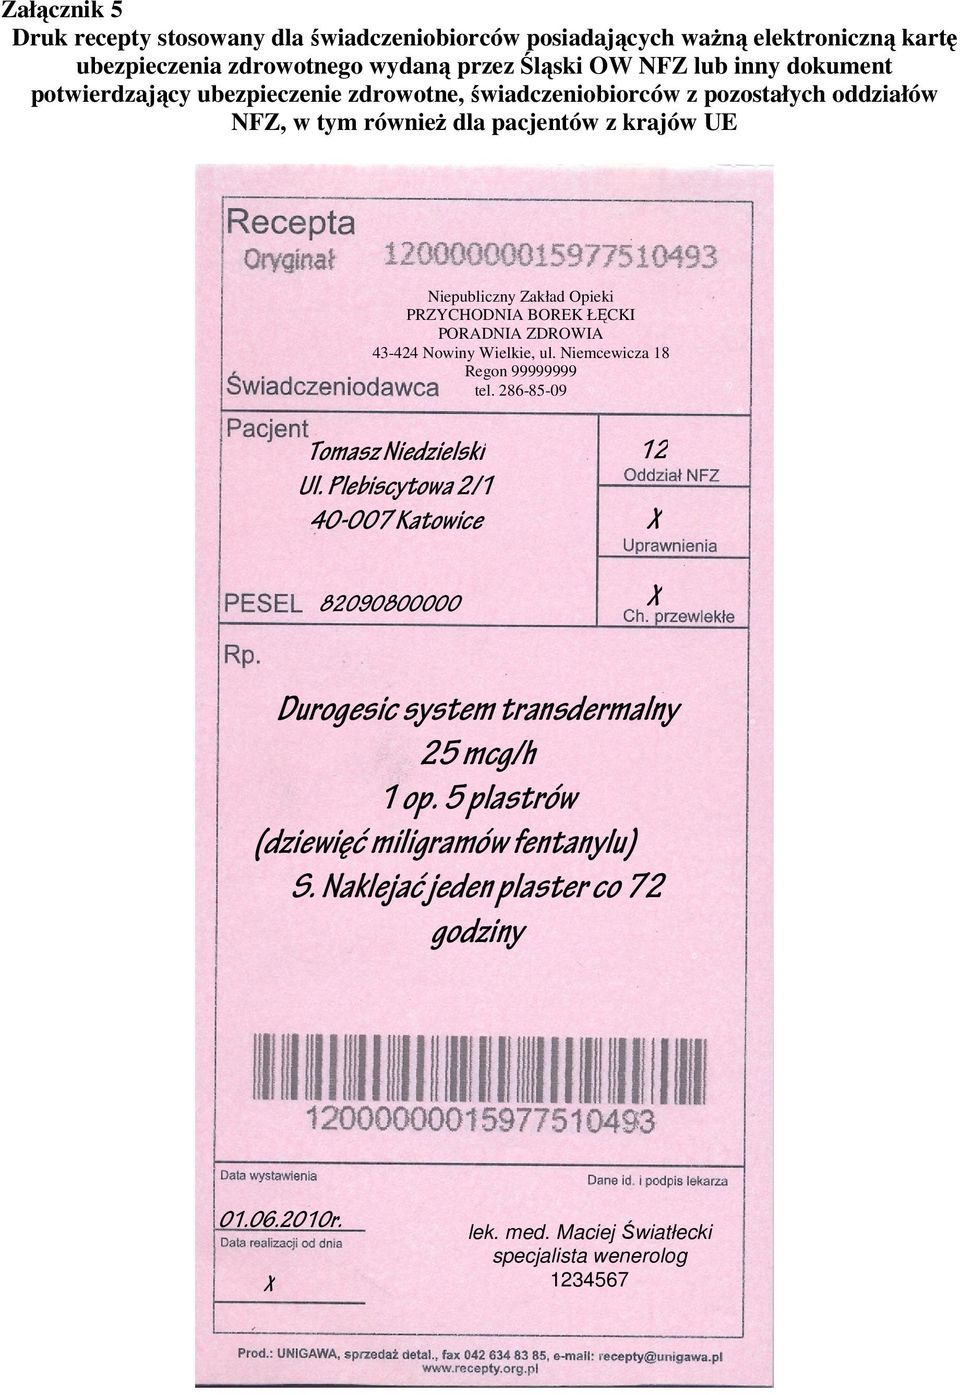 Załącznik 5
Druk recepty stosowany dla świadczeniobiorców posiadających ważną elektroniczną kartę
ubezpieczenia zdrowotnego wydaną przez Śląski OW NFZ lub inny dokument
potwierdzający ubezpieczenie zdrowotne, świadczeniobiorców z pozostałych oddziałów
NFZ, w tym również dla pacjentów z krajów UE
Recepta
Oryginał 120000000015977510493
Niepubliczny Zakład Opieki
PRZYCHODNIA BOREK ŁĘCKI
PORADNIA ZDROWIA
43-424 Nowiny Wielkie, ul. Niemcewicza 18
Regon 99999999
Świadczeniodawca tel. 286-85-09
Pacjent
Tomasz Niedzielski 12
Oddział NFZ
Ul. Plebiscytowa 2/1
40-007 Katowice X
Uprawnienia
PESEL 82090800000 X
Ch. przewlekłe
Rp.
Durogesic system transdermalny
25 mcg/h
1 op. 5 plastrów
(dziewięć miligramów fentanylu)
S. Naklejać jeden plaster co 72
godziny
120000000015977510493
Data wystawienia Dane id. i podpis lekarza
01.06.2010r.
Data realizacji od dnia
lek. med. Maciej Światłecki
specjalista wenerolog
X 1234567
Prod.: UNIGAWA, sprzedaż detal., fax 042 634 83 85, e-mail: recepty@unigawa.pl
www.recepty.org.pl